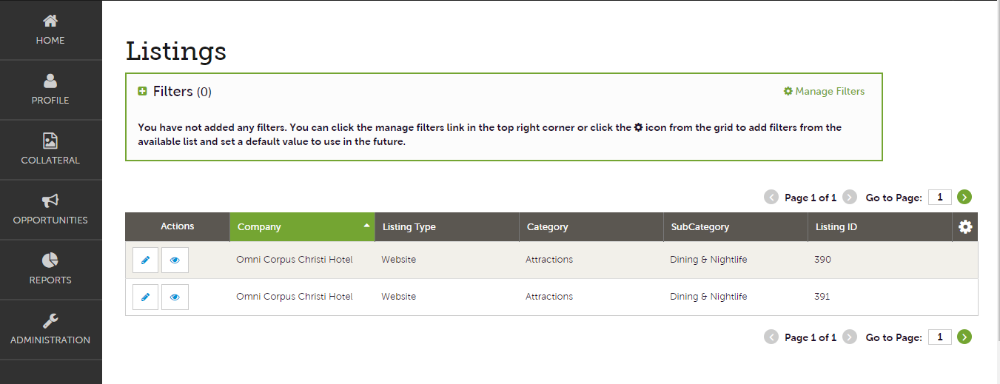 HOME
PROFILE
COLLATERAL
OPPORTUNITIES
REPORTS
ADMINISTRATION
Listings
Filters (0)
Manage Filters
You have not added any filters. You can click the manage filters link in the top right corner or click the icon from the grid to add filters from the
available list and set a default value to use in the future.
Page 1 of 1 Go to Page: 1
Actions Company Listing Type Category SubCategory Listing ID
Omni Corpus Christi Hotel Website Attractions Dining & Nightlife 390
Omni Corpus Christi Hotel Website Attractions Dining & Nightlife 391
Page 1 of 1 Go to Page: 1